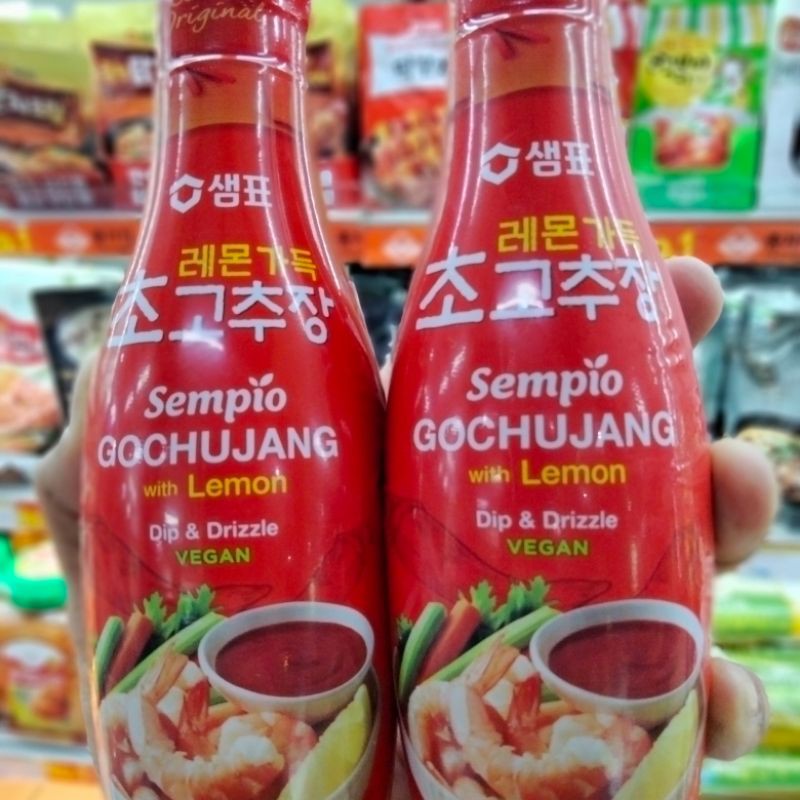 Original
샘표
레몬 가득
초고추장
Sempio
GOCHUJANG
with Lemon
Dip & Drizzle
VEGAN
샘표
레몬 가득
초고추장
Sempio
GOCHUJANG
with Lemon
Dip & Drizzle
VEGAN